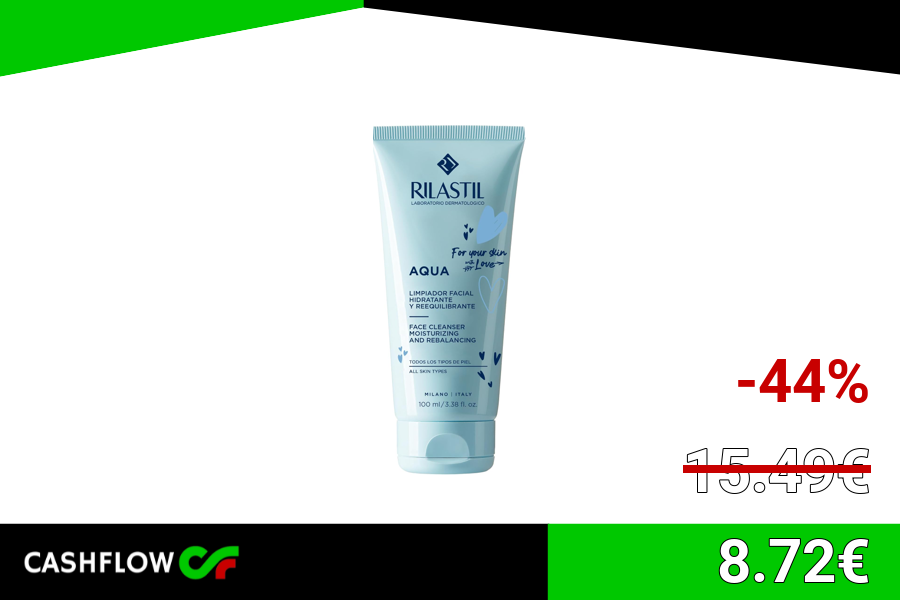 RILASTIL
LABORATORIO DERMATOLOGICO
For your skin
with Love
AQUA
LIMPIADOR FACIAL
HIDRATANTE
Y REEQUILIBRANTE
FACE CLEANSER
MOISTURIZING
AND REBALANCING
TODOS LOS TIPOS DE PIEL
ALL SKIN TYPES
MILANO | ITALY
100 ml/3.38 fl. oz.
-44%
15.49€
CASHFLOW
8.72€